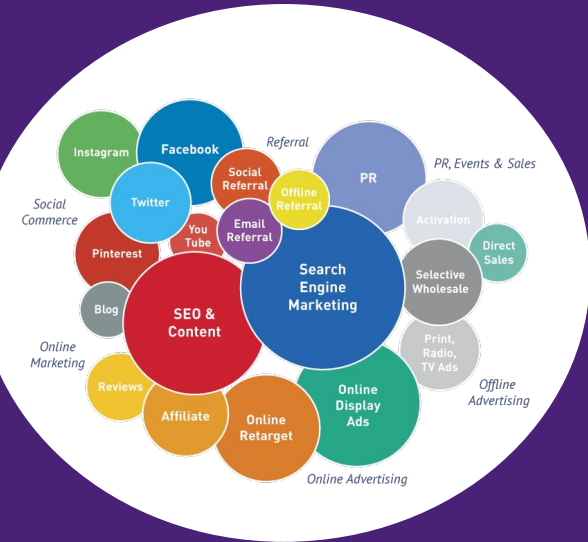 Instagram
Facebook
Referral
Social
Referral
Offline
Referral
PR
PR, Events & Sales
Social
Commerce
Twitter
Activation
You
Tube
Email
Referral
Pinterest
Direct
Sales
Search
Engine
Marketing
Selective
Wholesale
Blog
SEO &
Content
Online
Marketing
Print,
Radio,
TV Ads
Reviews
Offline
Advertising
Affiliate
Online
Retarget
Online
Display
Ads
Online Advertising